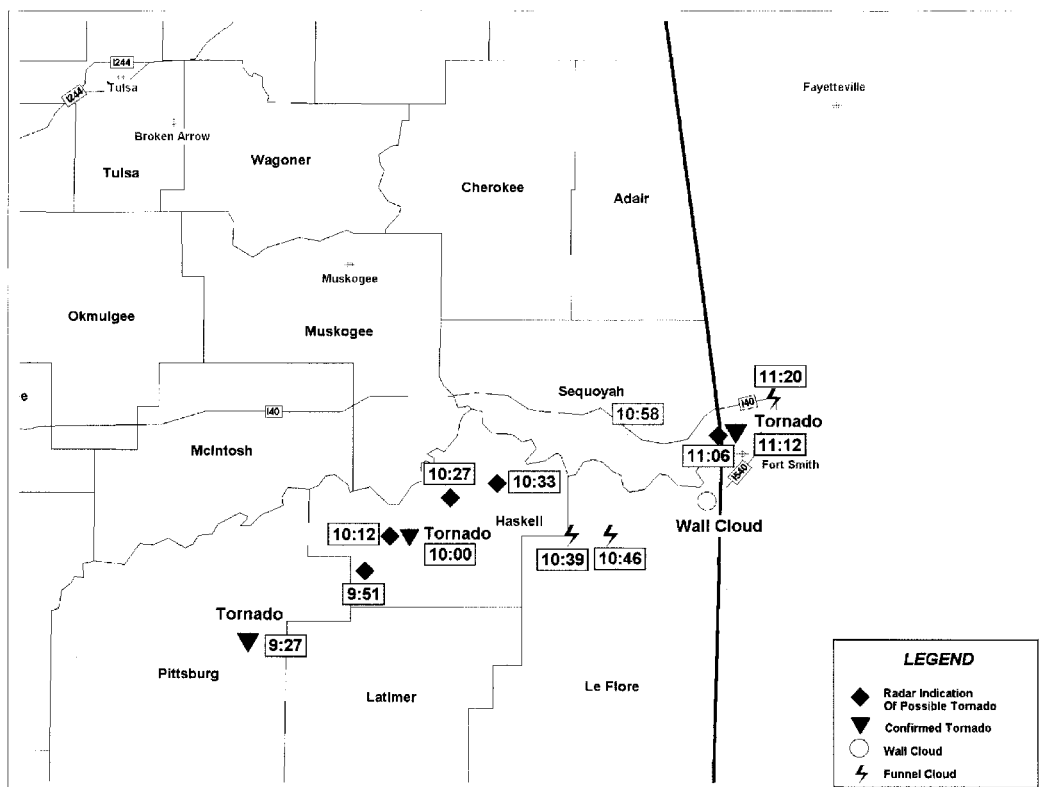 I244
Tulsa
I244
Fayetteville
Broken Arrow
Tulsa
Wagoner
Cherokee
Adair
Muskogee
Okmulgee
Muskogee
11:20
e
Sequoyah
I40
10:58
I40
Tornado
11:12
McIntosh
11:06
Fort Smith
10:27
I540
10:33
Haskell
Wall Cloud
10:12
Tornado
10:00
10:39
10:46
9:51
Tornado
9:27
Pittsburg
Latimer
Le Flore
LEGEND
Radar Indication
Of Possible Tornado
Confirmed Tornado
Wall Cloud
Funnel Cloud